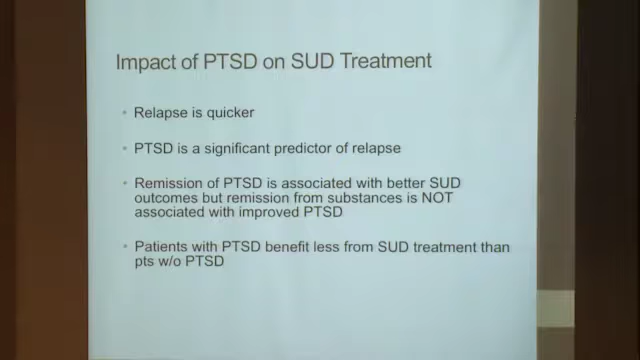 Impact of PTSD on SUD Treatment
• Relapse is quicker
• PTSD is a significant predictor of relapse
• Remission of PTSD is associated with better SUD
outcomes but remission from substances is NOT
associated with improved PTSD
• Patients with PTSD benefit less from SUD treatment than
pts w/o PTSD